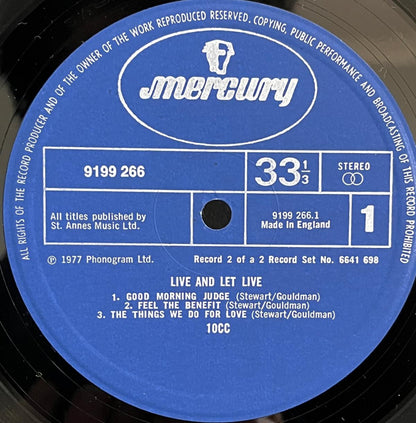 ALL RIGHTS OF THE RECORD PRODUCER AND OF THE OWNER OF THE WORK REPRODUCED RESERVED. COPYING, PUBLIC PERFORMANCE AND BROADCASTING OF THIS RECORD PROHIBITED
mercury
9199 266
33⅓
STEREO
All titles published by
St. Annes Music Ltd.
9199 266.1
Made in England
1
℗ 1977 Phonogram Ltd.
Record 2 of a 2 Record Set No. 6641 698
LIVE AND LET LIVE
1. GOOD MORNING JUDGE (Stewart/Gouldman)
2. FEEL THE BENEFIT (Stewart/Gouldman)
3. THE THINGS WE DO FOR LOVE (Stewart/Gouldman)
10CC